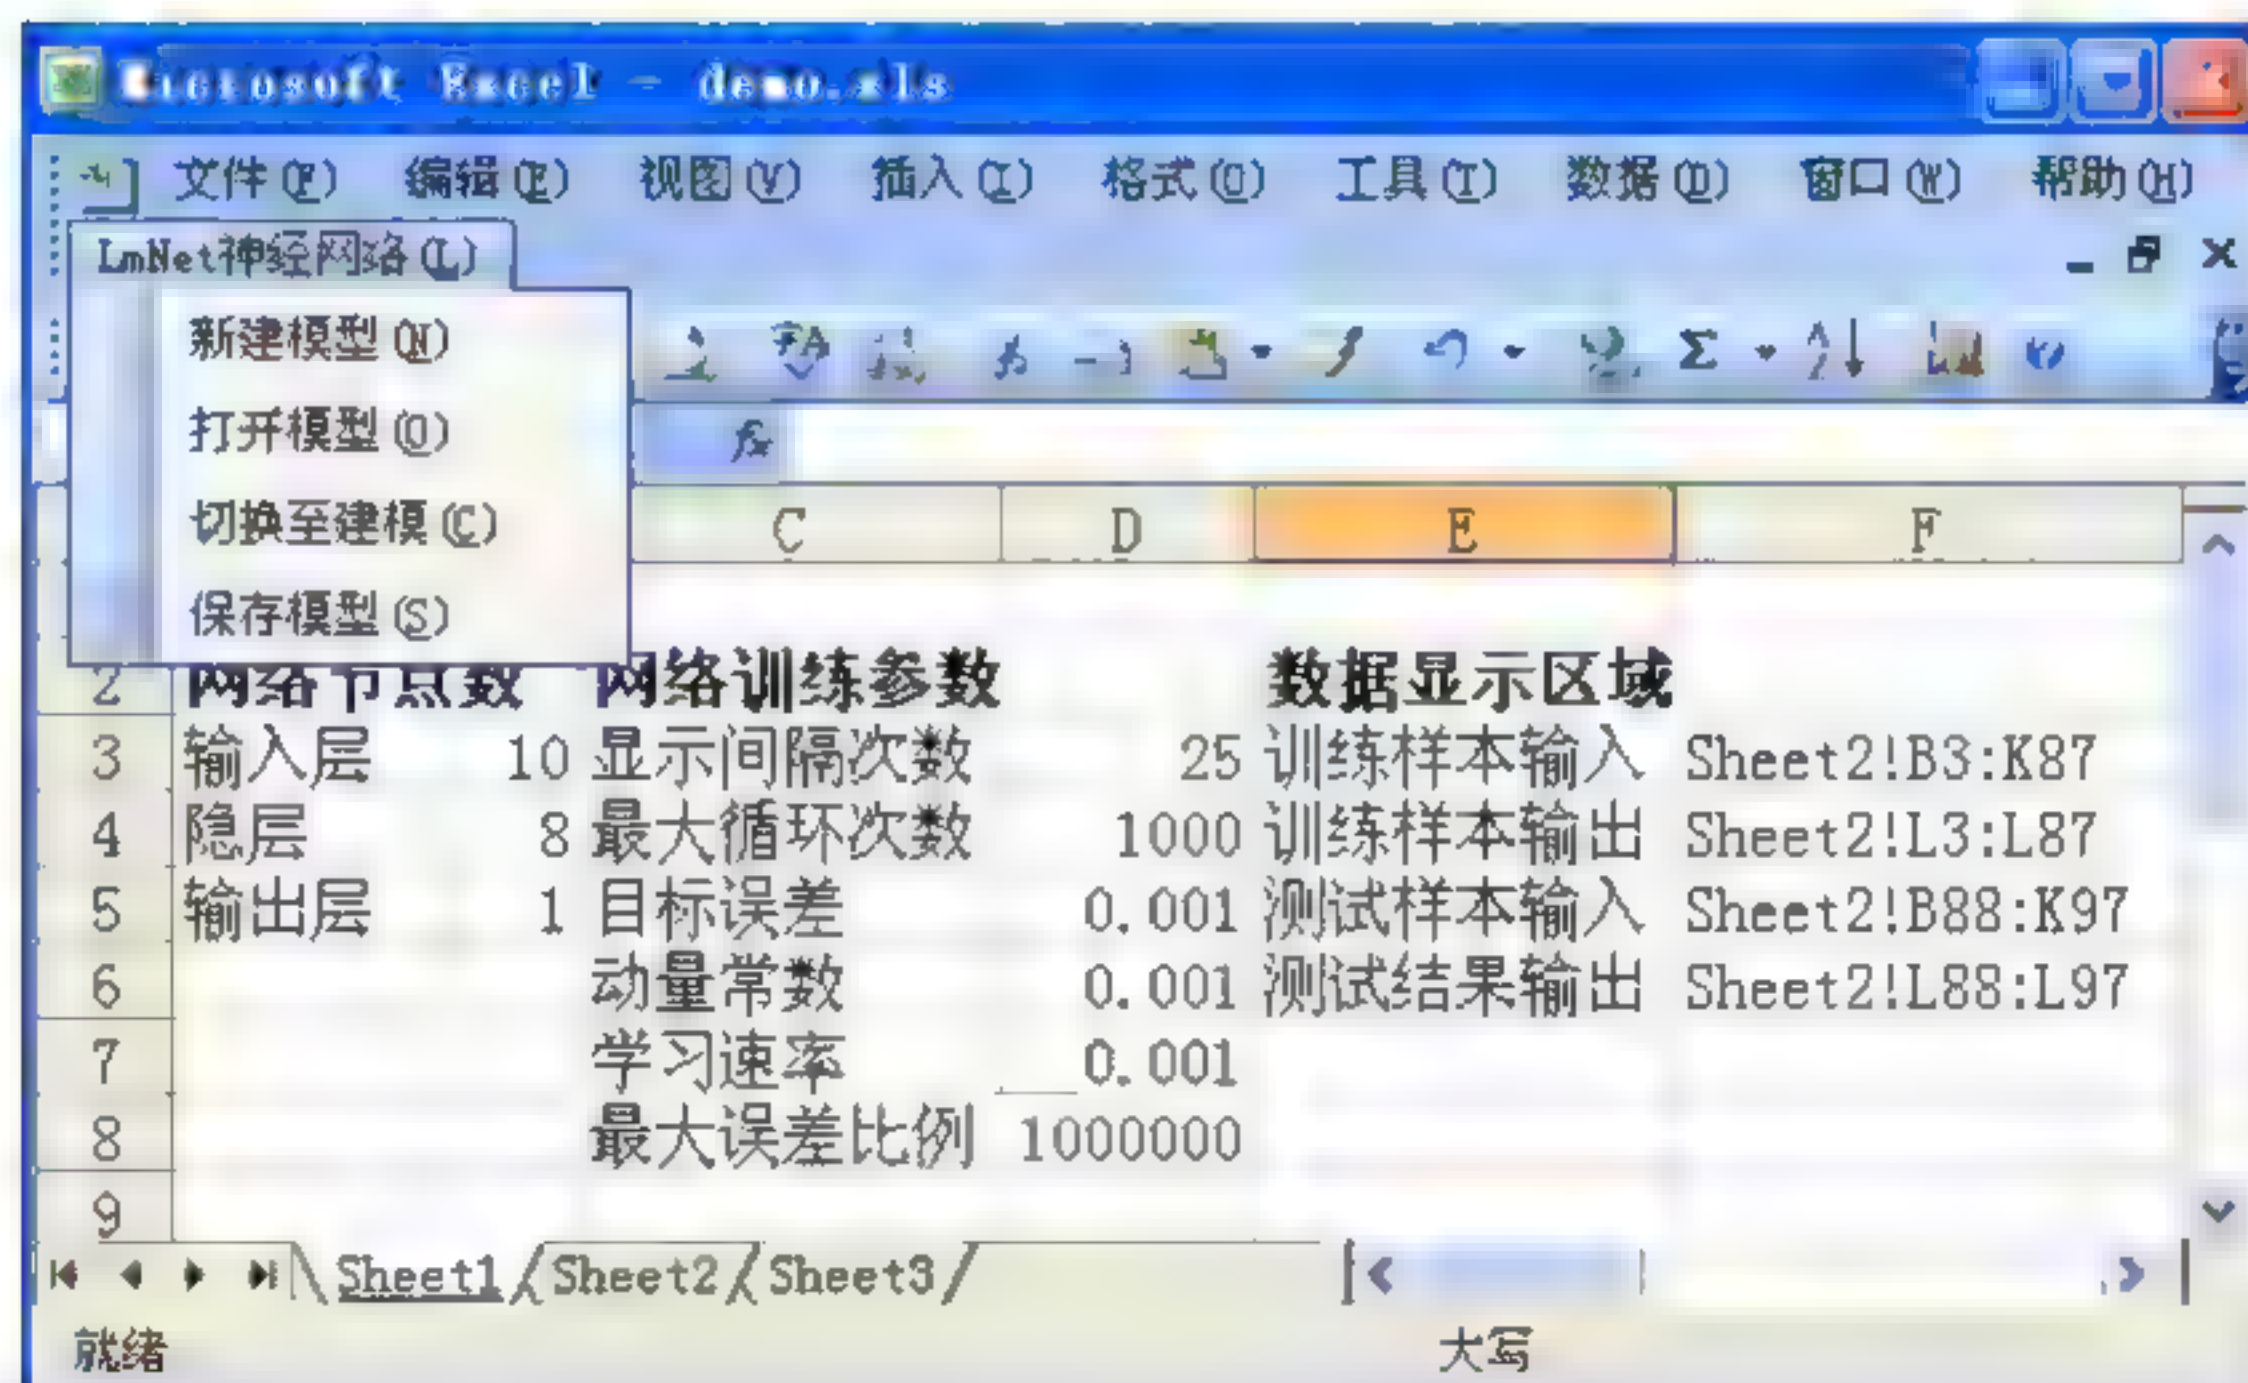 Microsoft Excel - demo.xls
文件(F) 编辑(E) 视图(V) 插入(I) 格式(O) 工具(T) 数据(D) 窗口(W) 帮助(H)
LmNet神经网络(L)
新建模型(N)
打开模型(O)
切换至建模(C)
保存模型(S)
fx
C D E F
2 网络节点数 网络训练参数 数据显示区域
3 输入层 10 显示间隔次数 25 训练样本输入 Sheet2!B3:K87
4 隐层 8 最大循环次数 1000 训练样本输出 Sheet2!L3:L87
5 输出层 1 目标误差 0.001 测试样本输入 Sheet2!B88:K97
6 动量常数 0.001 测试结果输出 Sheet2!L88:L97
7 学习速率 0.001
8 最大误差比例 1000000
9
Sheet1 Sheet2 Sheet3
就绪 大写